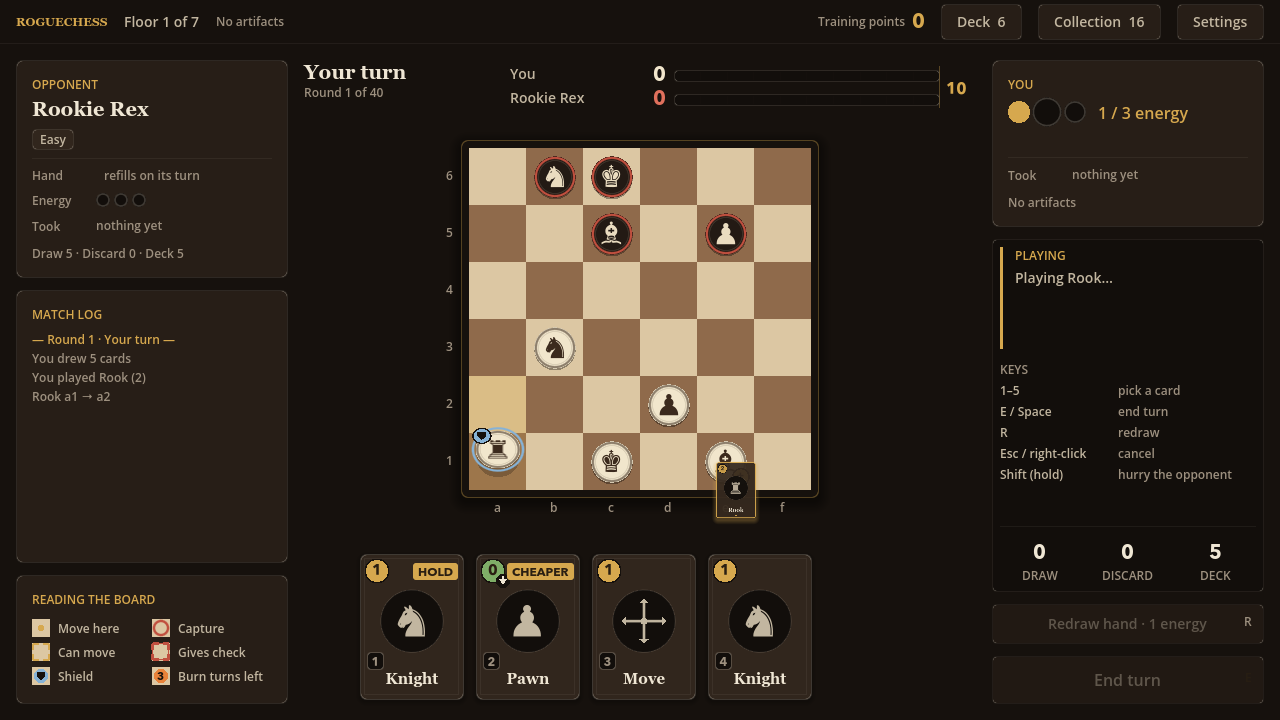 ROGUECHESS Floor 1 of 7 No artifacts Training points 0 Deck 6 Collection 16 Settings
OPPONENT
Rookie Rex
Easy
Hand refills on its turn
Energy
Took nothing yet
Draw 5 · Discard 0 · Deck 5
MATCH LOG
— Round 1 · Your turn —
You drew 5 cards
You played Rook (2)
Rook a1 → a2
READING THE BOARD
Move here Capture
Can move Gives check
Shield 3 Burn turns left
Your turn
Round 1 of 40
You 0
Rookie Rex 0
10
6
5
4
3
2
1
a b c d f
2
Rook
1 HOLD
1
Knight
0 CHEAPER
2
Pawn
1
3
Move
1
4
Knight
YOU
1 / 3 energy
Took nothing yet
No artifacts
PLAYING
Playing Rook...
KEYS
1–5 pick a card
E / Space end turn
R redraw
Esc / right-click cancel
Shift (hold) hurry the opponent
0 0 5
DRAW DISCARD DECK
Redraw hand · 1 energy R
End turn